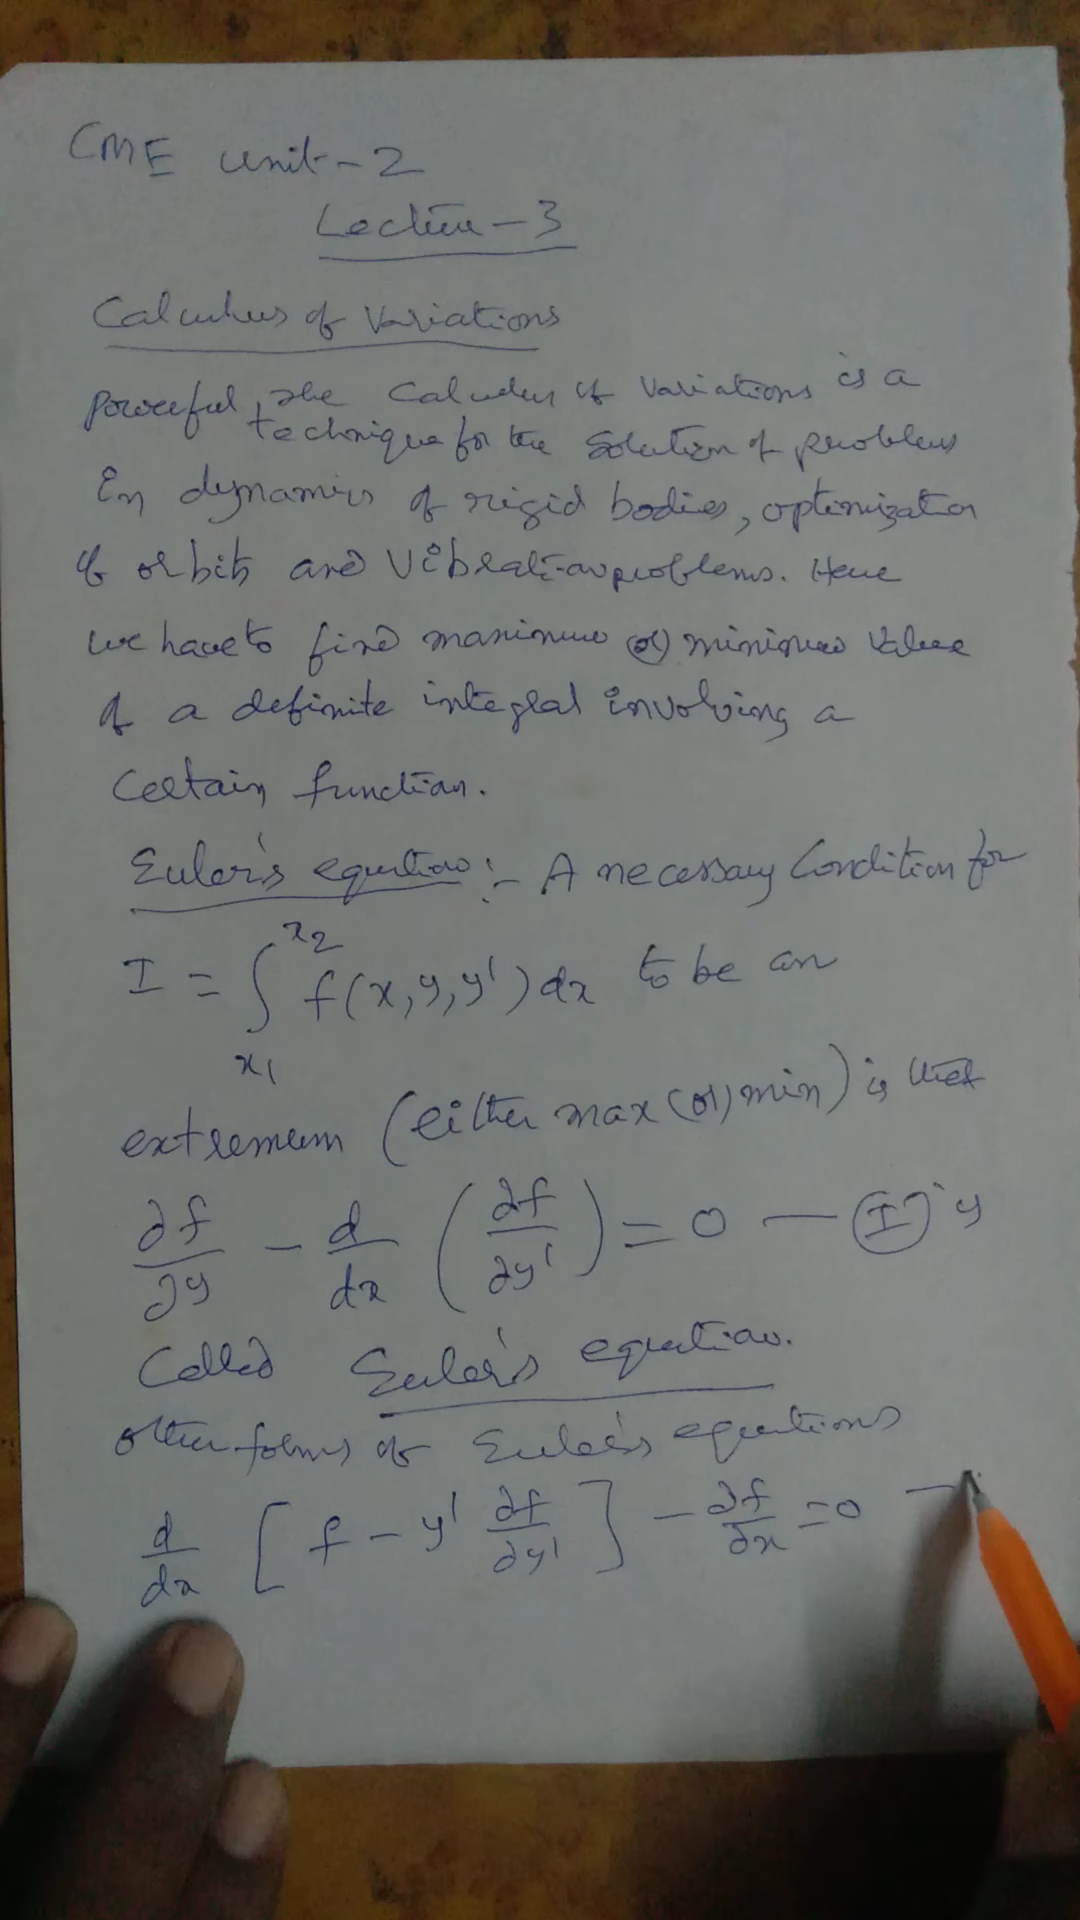 CME unit-2
Lecture-3
Calculus of Variations
powerful, The Calculus of Variations is a
technique for the Solution of problems
In dynamics of rigid bodies, optimization
of orbits and Vibration problems. Here
we have to find maximum (or) minimum Value
of a definite integral involving a
Certain function.
Euler's equation :- A necessary Condition for
I = ∫ₓ₁ˣ² f(x, y, y') dx to be an
extremum (either max (or) min) is that
∂f/∂y - d/dx (∂f/∂y') = 0 — (I)
Called Euler's equation.
Other forms of Euler's equations
d/dx [f - y' ∂f/∂y'] - ∂f/∂x = 0 —